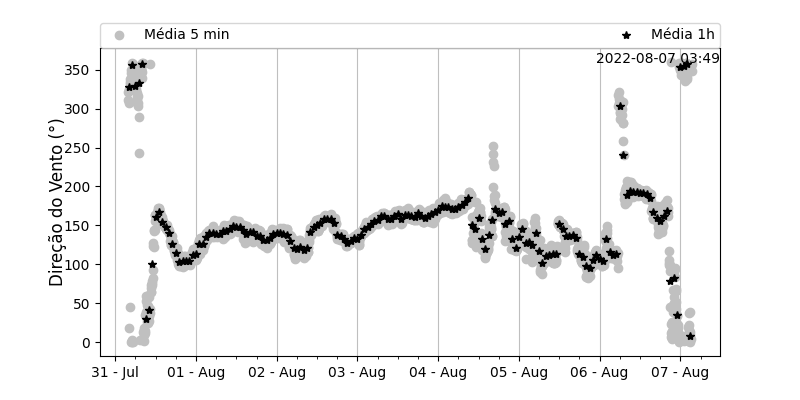 Média 5 min
Média 1h
2022-08-07 03:49
Direção do Vento (°)
350
300
250
200
150
100
50
0
31 - Jul
01 - Aug
02 - Aug
03 - Aug
04 - Aug
05 - Aug
06 - Aug
07 - Aug